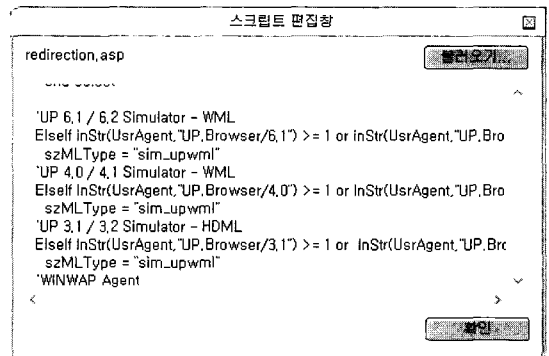 스크립트 편집창
redirection.asp
불러오기...
'UP 6.1 / 6.2 Simulator - WML
ElseIf InStr(UsrAgent,"UP.Browser/6.1") >= 1 or inStr(UsrAgent,"UP.Bro
szMLType = "sim_upwml"
'UP 4.0 / 4.1 Simulator - WML
ElseIf InStr(UsrAgent,"UP.Browser/4.0") >= 1 or InStr(UsrAgent,"UP.Bro
szMLType = "sim_upwml"
'UP 3.1 / 3.2 Simulator - HDML
ElseIf InStr(UsrAgent,"UP.Browser/3.1") >= 1 or InStr(UsrAgent,"UP.Brc
szMLType = "sim_upwml"
'WINWAP Agent
확인